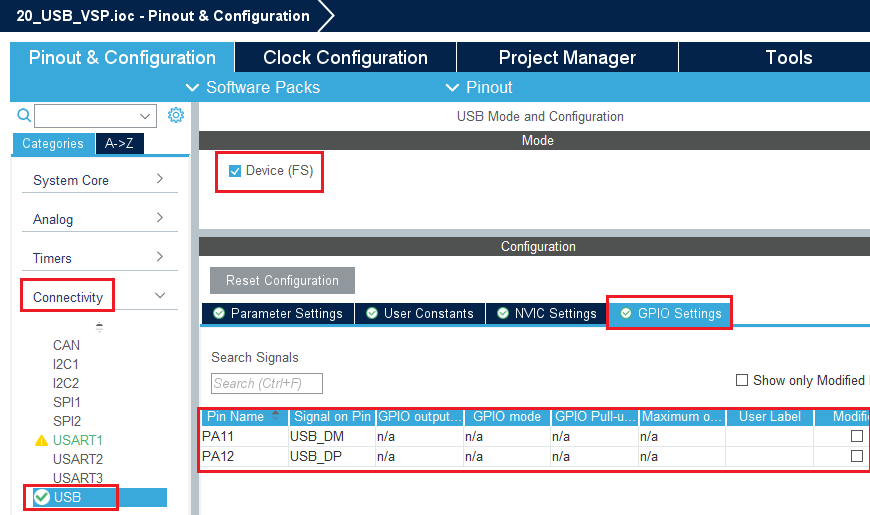 20_USB_VSP.ioc - Pinout & Configuration
Pinout & Configuration
Clock Configuration
Project Manager
Tools
Software Packs
Pinout
Categories
A->Z
System Core
Analog
Timers
Connectivity
CAN
I2C1
I2C2
SPI1
SPI2
USART1
USART2
USART3
USB
USB Mode and Configuration
Mode
Device (FS)
Configuration
Reset Configuration
Parameter Settings
User Constants
NVIC Settings
GPIO Settings
Search Signals
Search (Ctrl+F)
Show only Modified
Pin Name Signal on Pin GPIO output... GPIO mode GPIO Pull-u... Maximum o... User Label Modifi
PA11 USB_DM n/a n/a n/a n/a
PA12 USB_DP n/a n/a n/a n/a